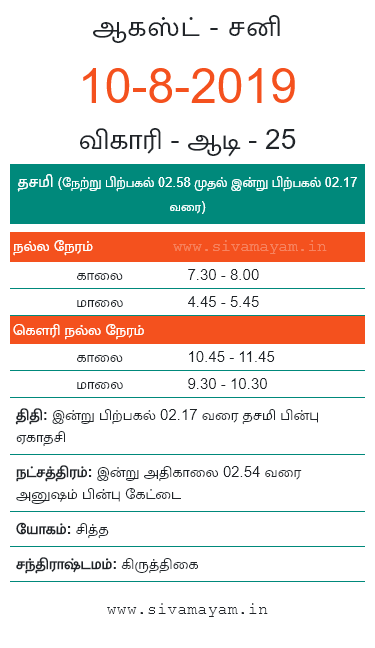 ஆகஸ்ட் - சனி
10-8-2019
விகாரி - ஆடி - 25
தசமி (நேற்று பிற்பகல் 02.58 முதல் இன்று பிற்பகல் 02.17
வரை)
நல்ல நேரம் www.sivamayam.in
காலை 7.30 - 8.00
மாலை 4.45 - 5.45
கௌரி நல்ல நேரம்
காலை 10.45 - 11.45
மாலை 9.30 - 10.30
திதி: இன்று பிற்பகல் 02.17 வரை தசமி பின்பு
ஏகாதசி
நட்சத்திரம்: இன்று அதிகாலை 02.54 வரை
அனுஷம் பின்பு கேட்டை
யோகம்: சித்த
சந்திராஷ்டமம்: கிருத்திகை
www.sivamayam.in